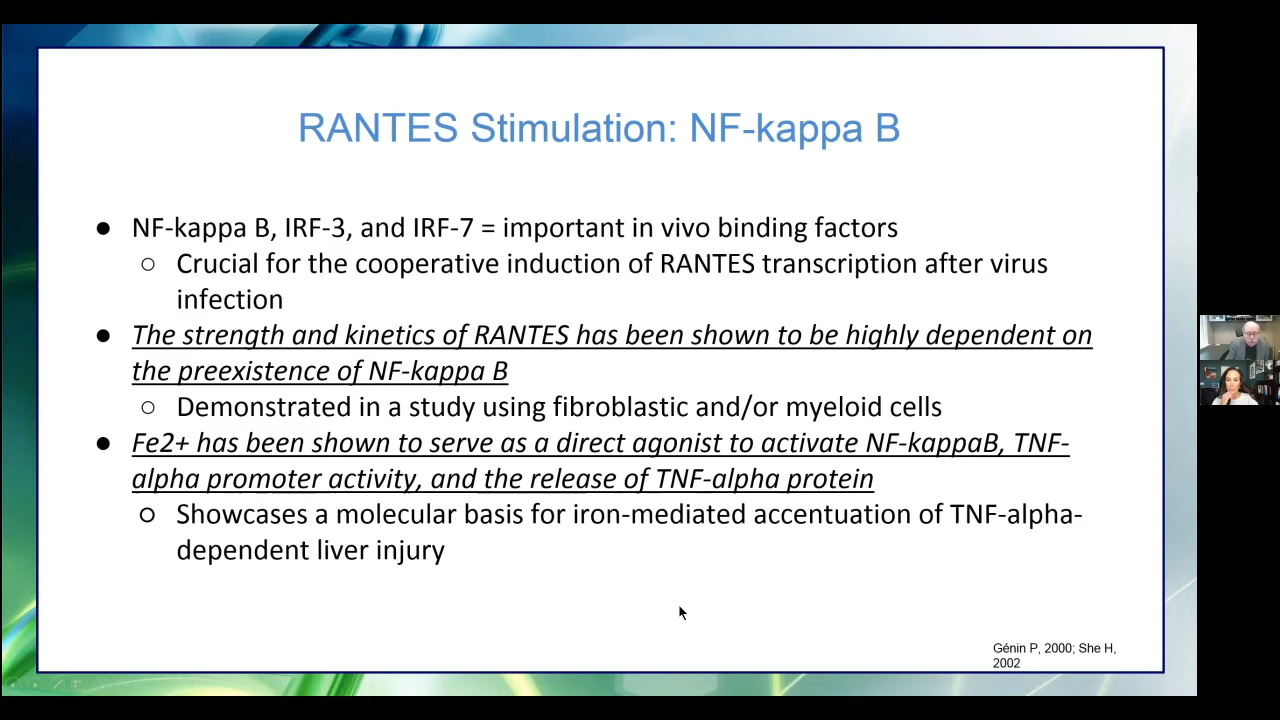 RANTES Stimulation: NF-kappa B
● NF-kappa B, IRF-3, and IRF-7 = important in vivo binding factors
○ Crucial for the cooperative induction of RANTES transcription after virus
infection
● The strength and kinetics of RANTES has been shown to be highly dependent on
the preexistence of NF-kappa B
○ Demonstrated in a study using fibroblastic and/or myeloid cells
● Fe2+ has been shown to serve as a direct agonist to activate NF-kappaB, TNF-
alpha promoter activity, and the release of TNF-alpha protein
○ Showcases a molecular basis for iron-mediated accentuation of TNF-alpha-
dependent liver injury
Génin P, 2000; She H,
2002